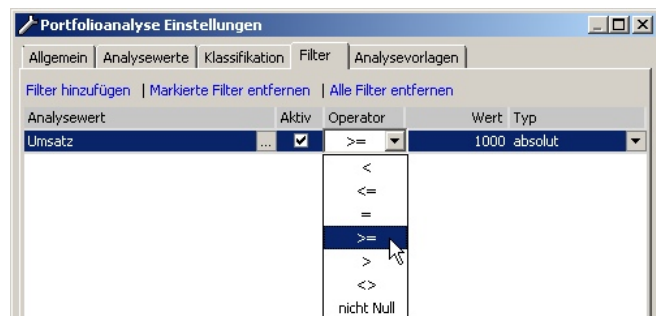 Portfolioanalyse Einstellungen
Allgemein Analysewerte Klassifikation Filter Analysevorlagen
Filter hinzufügen | Markierte Filter entfernen | Alle Filter entfernen
Analysewert Aktiv Operator Wert Typ
Umsatz ... >= 1000 absolut
<
<=
=
>=
>
<>
nicht Null